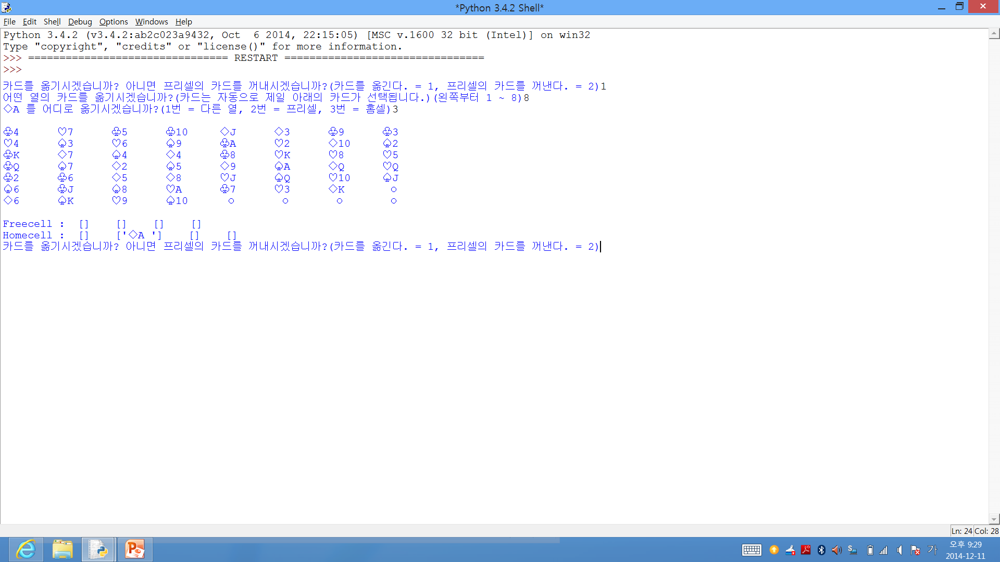 *Python 3.4.2 Shell*
File Edit Shell Debug Options Windows Help
Python 3.4.2 (v3.4.2:ab2c023a9432, Oct  6 2014, 22:15:05) [MSC v.1600 32 bit (Intel)] on win32
Type "copyright", "credits" or "license()" for more information.
>>> ================================ RESTART ================================
>>>
카드를 옮기시겠습니까? 아니면 프리셀의 카드를 꺼내시겠습니까?(카드를 옮긴다. = 1, 프리셀의 카드를 꺼낸다. = 2)1
어떤 열의 카드를 옮기시겠습니까?(카드는 자동으로 제일 아래의 카드가 선택됩니다.)(왼쪽부터 1 ~ 8)8
◇A 를 어디로 옮기시겠습니까?(1번 = 다른 열, 2번 = 프리셀, 3번 = 홈셀)3
♧4 ♡7 ♧5 ♧10 ◇J ◇3 ♧9 ♧3
♡4 ♤3 ♡6 ♤9 ♧A ♡2 ◇10 ♤2
♧K ◇7 ♤4 ◇4 ♧8 ♡K ♡8 ♡5
♧Q ♤7 ◇2 ♤5 ◇9 ♤A ◇Q ♡Q
♧2 ♧6 ◇5 ◇8 ♡J ♤Q ♡10 ♤J
♤6 ♧J ♤8 ♡A ♧7 ♡3 ◇K ○
◇6 ♤K ♡9 ♤10 ○ ○ ○ ○
Freecell : [] [] [] []
Homecell : [] ['◇A '] [] []
카드를 옮기시겠습니까? 아니면 프리셀의 카드를 꺼내시겠습니까?(카드를 옮긴다. = 1, 프리셀의 카드를 꺼낸다. = 2)
Ln: 24 Col: 28
가
오후 9:29
2014-12-11